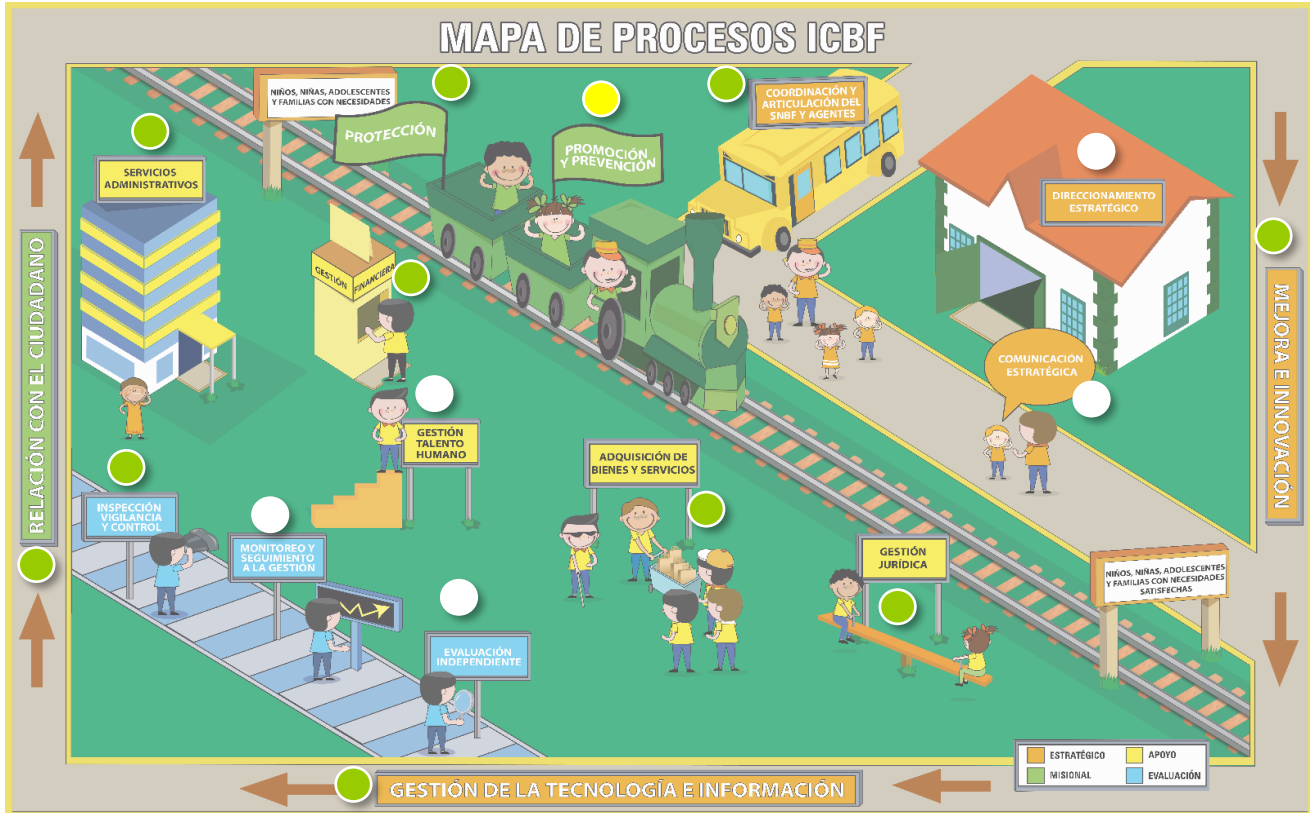 MAPA DE PROCESOS ICBF
NIÑOS, NIÑAS, ADOLESCENTES
Y FAMILIAS CON NECESIDADES
PROTECCIÓN
PROMOCIÓN
Y PREVENCIÓN
COORDINACIÓN Y
ARTICULACIÓN DEL
SNBF Y AGENTES
SERVICIOS
ADMINISTRATIVOS
DIRECCIONAMIENTO
ESTRATÉGICO
GESTIÓN
FINANCIERA
RELACIÓN CON EL CIUDADANO
MEJORA E INNOVACIÓN
COMUNICACIÓN
ESTRATÉGICA
GESTIÓN
TALENTO
HUMANO
ADQUISICIÓN DE
BIENES Y SERVICIOS
INSPECCIÓN
VIGILANCIA
Y CONTROL
MONITOREO Y
SEGUIMIENTO
A LA GESTIÓN
GESTIÓN
JURÍDICA
NIÑOS, NIÑAS, ADOLESCENTES
Y FAMILIAS CON NECESIDADES
SATISFECHAS
EVALUACIÓN
INDEPENDIENTE
ESTRATÉGICO
APOYO
MISIONAL
EVALUACIÓN
GESTIÓN DE LA TECNOLOGÍA E INFORMACIÓN